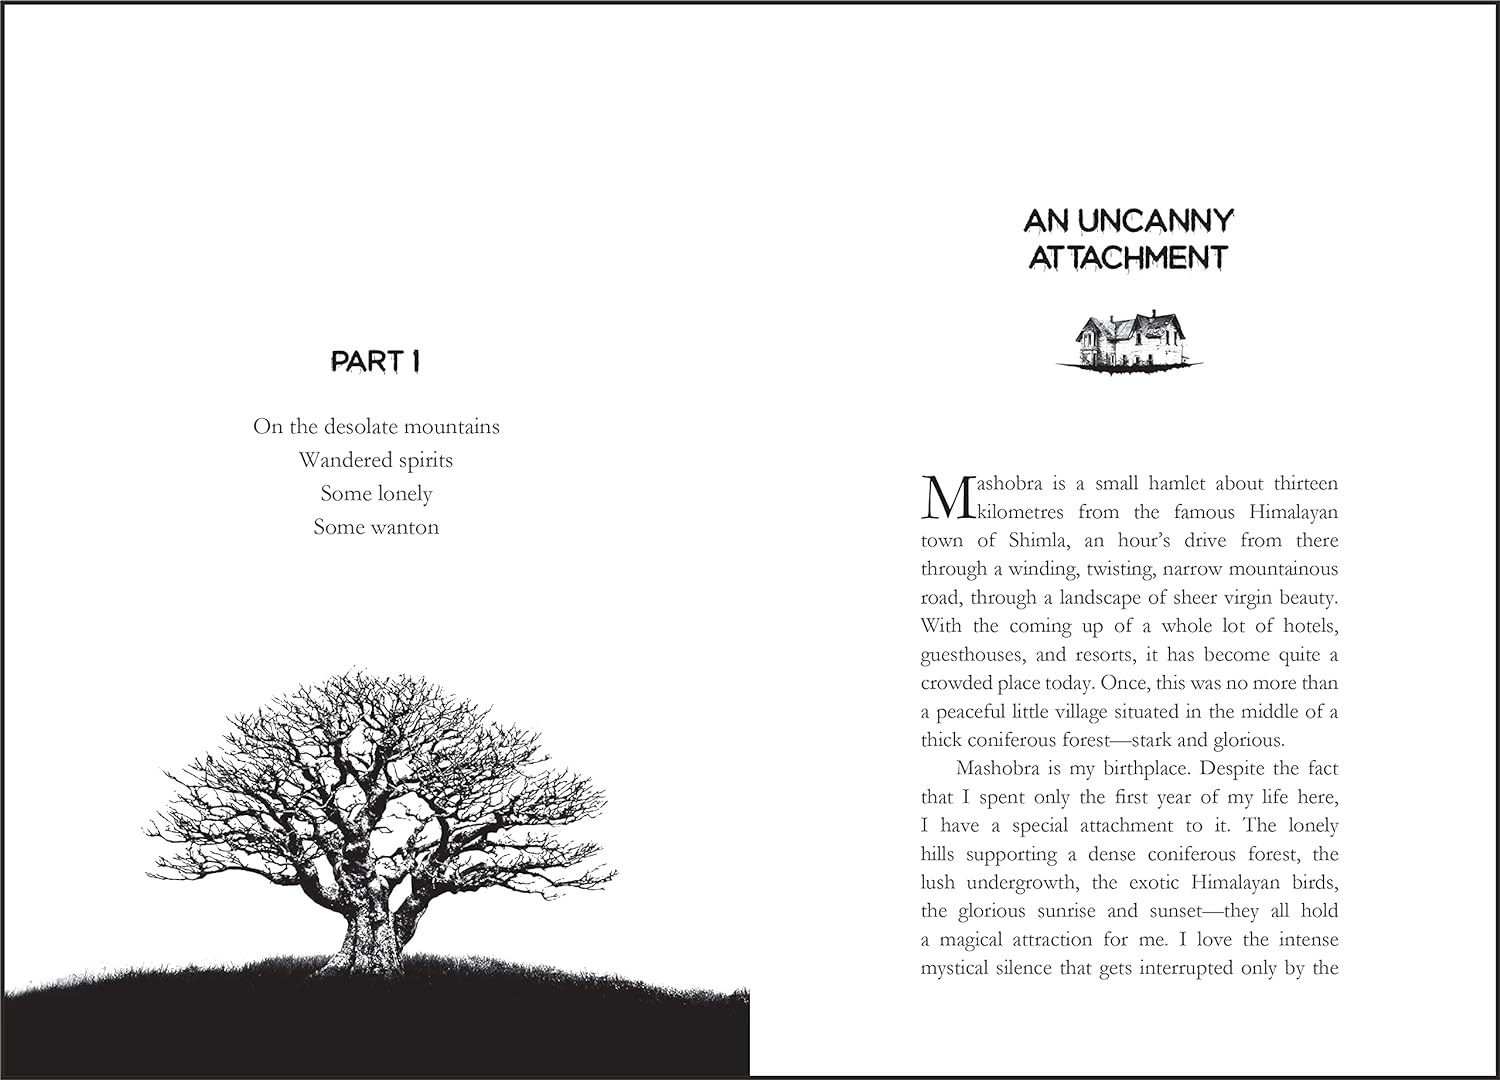 PART I
On the desolate mountains
Wandered spirits
Some lonely
Some wanton
AN UNCANNY
ATTACHMENT
Mashobra is a small hamlet about thirteen
kilometres from the famous Himalayan
town of Shimla, an hour’s drive from there
through a winding, twisting, narrow mountainous
road, through a landscape of sheer virgin beauty.
With the coming up of a whole lot of hotels,
guesthouses, and resorts, it has become quite a
crowded place today. Once, this was no more than
a peaceful little village situated in the middle of a
thick coniferous forest—stark and glorious.
Mashobra is my birthplace. Despite the fact
that I spent only the first year of my life here,
I have a special attachment to it. The lonely
hills supporting a dense coniferous forest, the
lush undergrowth, the exotic Himalayan birds,
the glorious sunrise and sunset—they all hold
a magical attraction for me. I love the intense
mystical silence that gets interrupted only by the